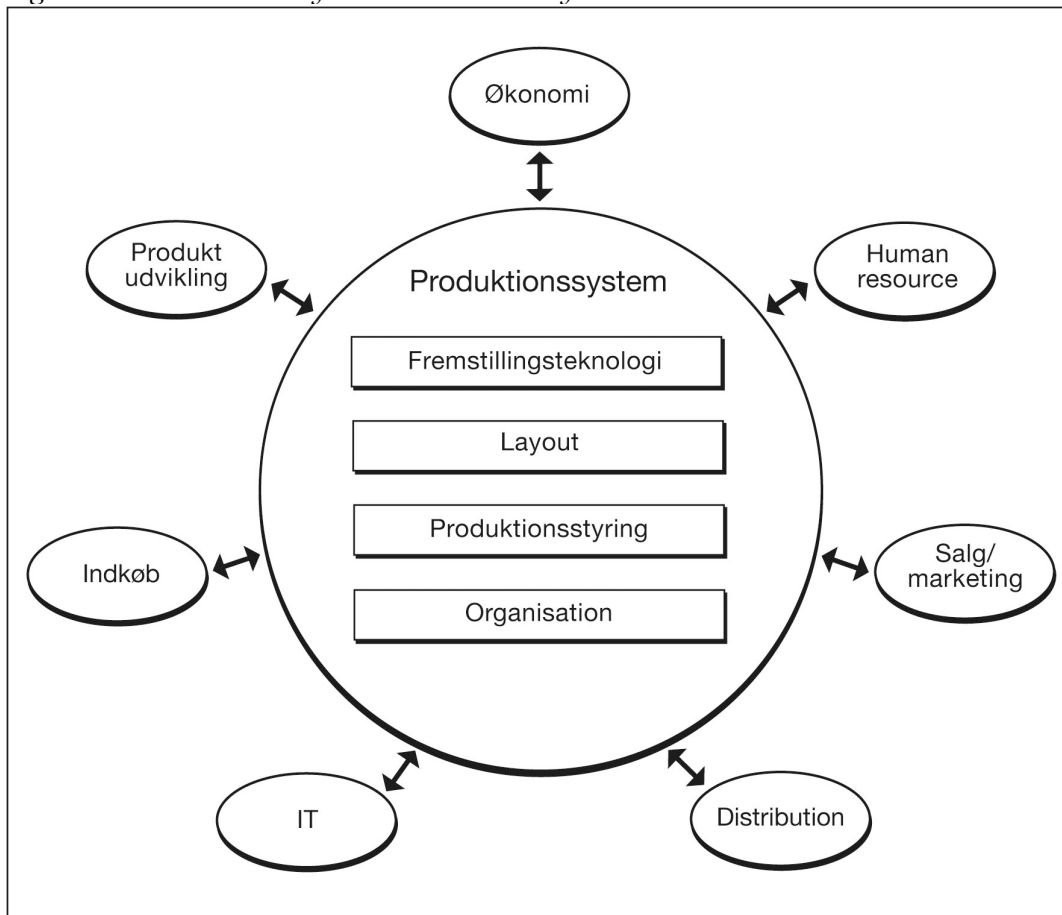 Økonomi
Produkt
udvikling
Human
resource
Produktionssystem
Fremstillingsteknologi
Layout
Produktionsstyring
Organisation
Indkøb
Salg/
marketing
IT
Distribution